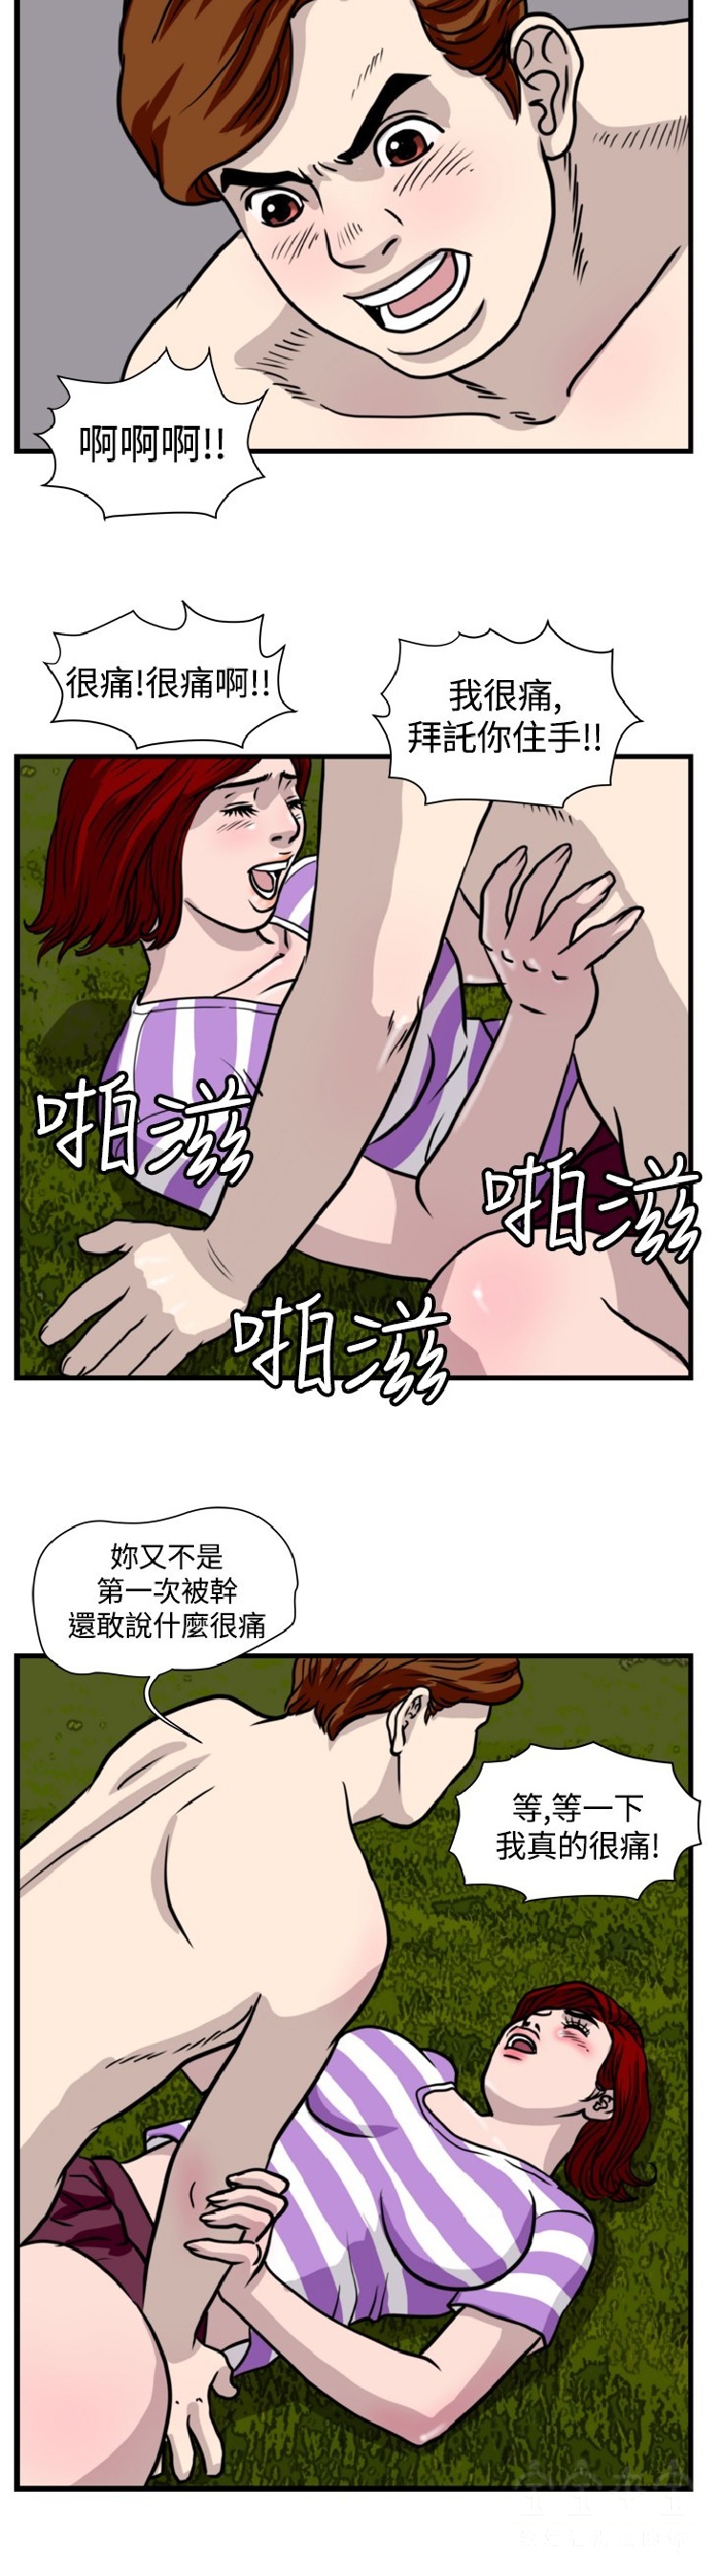 啊啊啊!!
很痛!很痛啊!!
我很痛,
拜託你住手!!
啪滋
啪滋
啪滋
妳又不是
第一次被幹
還敢說什麼很痛
等,等一下
我真的很痛!